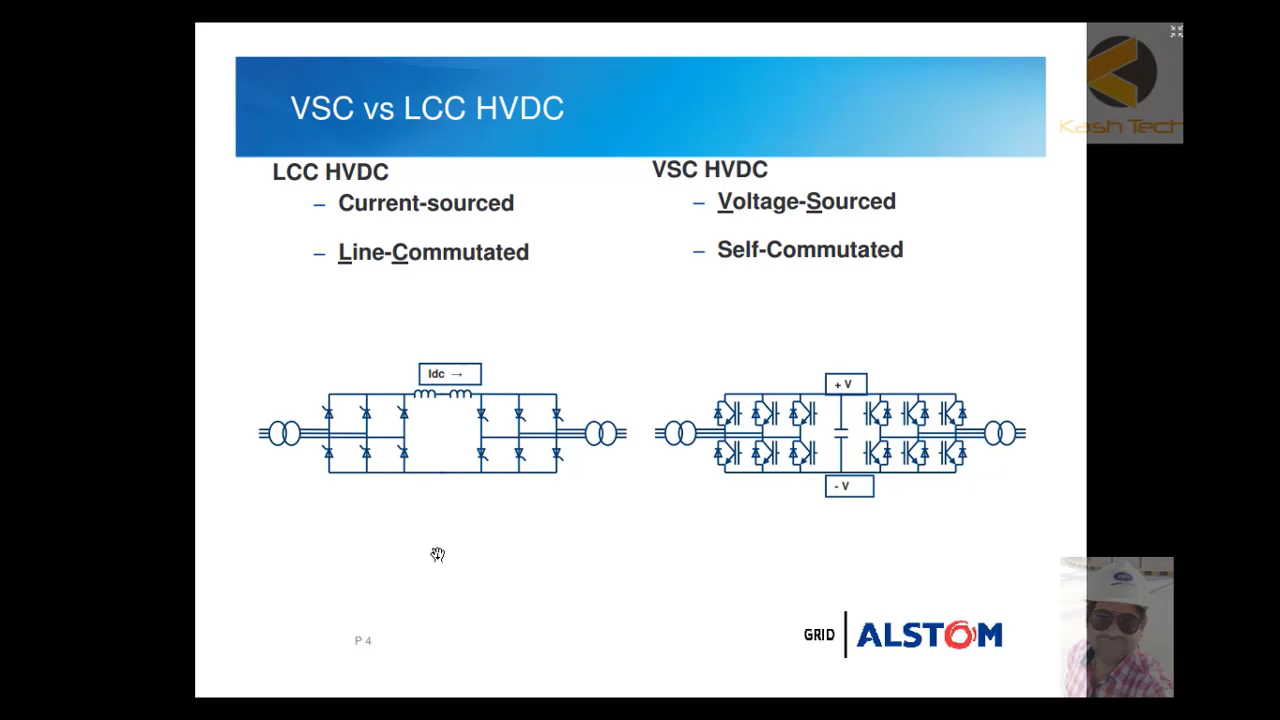 VSC vs LCC HVDC
Kash Tech
LCC HVDC
– Current-sourced
– Line-Commutated
VSC HVDC
– Voltage-Sourced
– Self-Commutated
Idc →
+ V
- V
P 4
GRID
ALSTOM